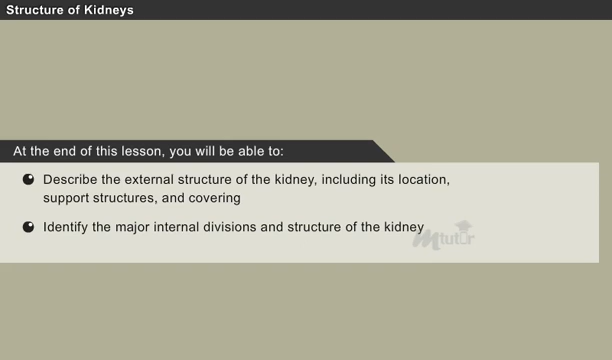 Structure of Kidneys
At the end of this lesson, you will be able to:
Describe the external structure of the kidney, including its location,
support structures, and covering
Identify the major internal divisions and structure of the kidney
Mtutor